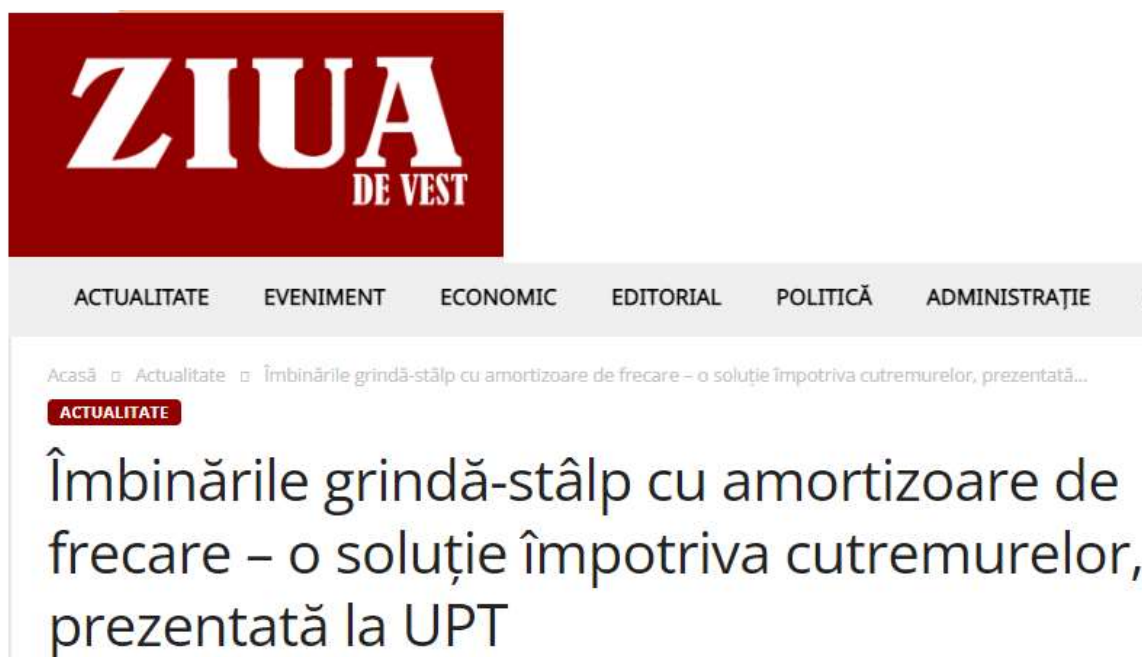 ZIUA
DE VEST
ACTUALITATE EVENIMENT ECONOMIC EDITORIAL POLITICĂ ADMINISTRAȚIE
Acasă Actualitate Îmbinările grindă-stâlp cu amortizoare de frecare – o soluție împotriva cutremurelor, prezentată...
ACTUALITATE
Îmbinările grindă-stâlp cu amortizoare de
frecare – o soluție împotriva cutremurelor,
prezentată la UPT